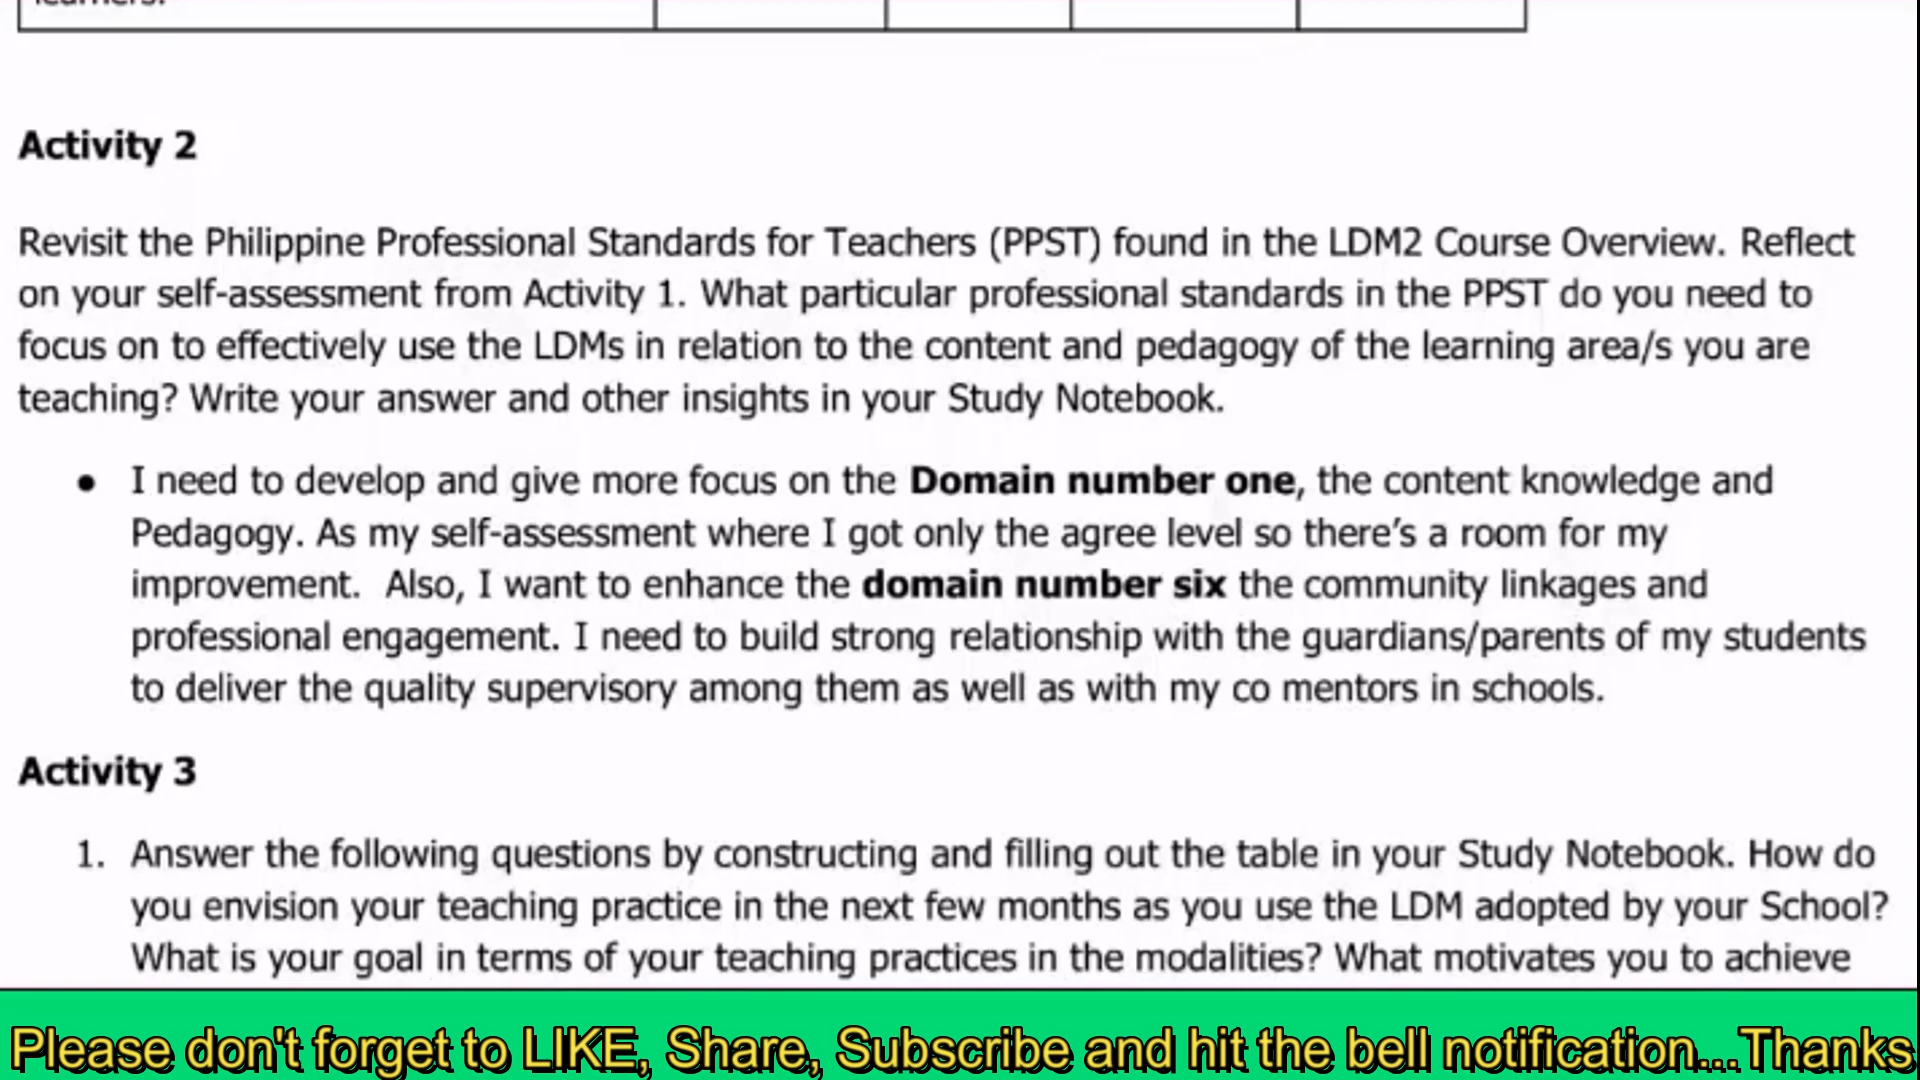 learners.
Activity 2
Revisit the Philippine Professional Standards for Teachers (PPST) found in the LDM2 Course Overview. Reflect
on your self-assessment from Activity 1. What particular professional standards in the PPST do you need to
focus on to effectively use the LDMs in relation to the content and pedagogy of the learning area/s you are
teaching? Write your answer and other insights in your Study Notebook.
● I need to develop and give more focus on the Domain number one, the content knowledge and
Pedagogy. As my self-assessment where I got only the agree level so there's a room for my
improvement.  Also, I want to enhance the domain number six the community linkages and
professional engagement. I need to build strong relationship with the guardians/parents of my students
to deliver the quality supervisory among them as well as with my co mentors in schools.
Activity 3
1. Answer the following questions by constructing and filling out the table in your Study Notebook. How do
you envision your teaching practice in the next few months as you use the LDM adopted by your School?
What is your goal in terms of your teaching practices in the modalities? What motivates you to achieve
Please don't forget to LIKE, Share, Subscribe and hit the bell notification...Thanks